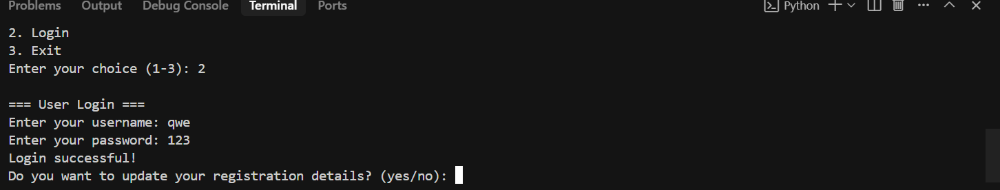 Problems Output Debug Console Terminal Ports Python
2. Login
3. Exit
Enter your choice (1-3): 2
=== User Login ===
Enter your username: qwe
Enter your password: 123
Login successful!
Do you want to update your registration details? (yes/no):